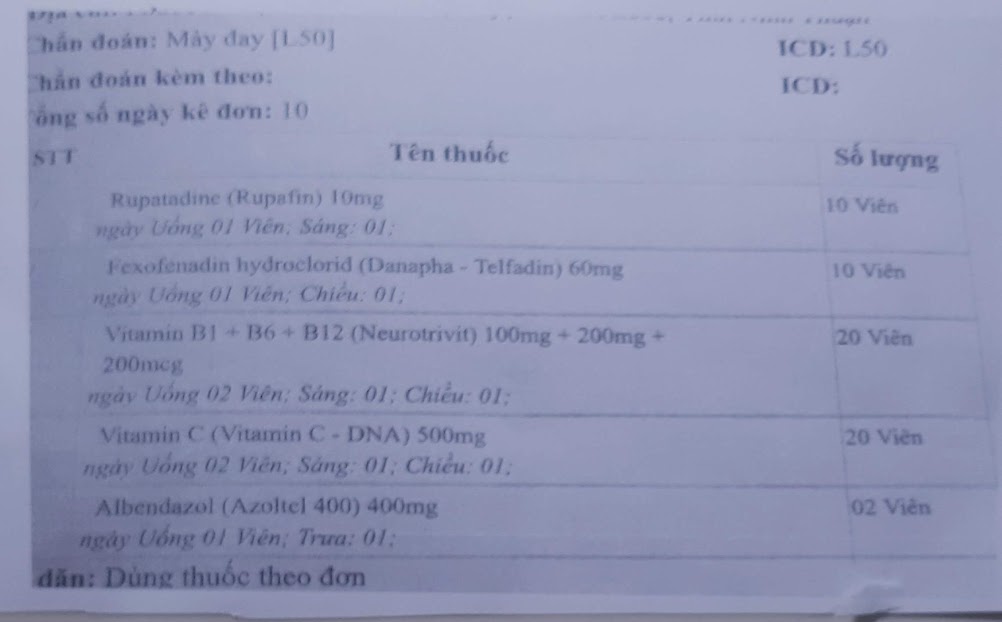 hẩn đoán: Mày đay [L50]
ICD: L50
hẩn đoán kèm theo:
ICD:
ổng số ngày kê đơn: 10
STT Tên thuốc Số lượng
Rupatadine (Rupafin) 10mg 10 Viên
ngày Uống 01 Viên; Sáng: 01;
Fexofenadin hydroclorid (Danapha - Telfadin) 60mg 10 Viên
ngày Uống 01 Viên; Chiều: 01;
Vitamin B1 + B6 + B12 (Neurotrivit) 100mg + 200mg + 20 Viên
200mcg
ngày Uống 02 Viên; Sáng: 01; Chiều: 01;
Vitamin C (Vitamin C - DNA) 500mg 20 Viên
ngày Uống 02 Viên; Sáng: 01; Chiều: 01;
Albendazol (Azoltel 400) 400mg 02 Viên
ngày Uống 01 Viên; Trưa: 01;
dẫn: Dùng thuốc theo đơn